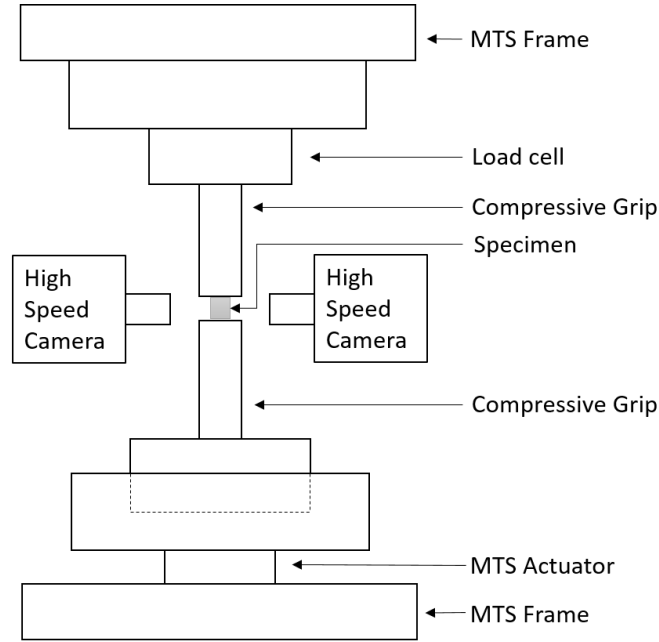 MTS Frame
Load cell
Compressive Grip
Specimen
High
Speed
Camera
High
Speed
Camera
Compressive Grip
MTS Actuator
MTS Frame